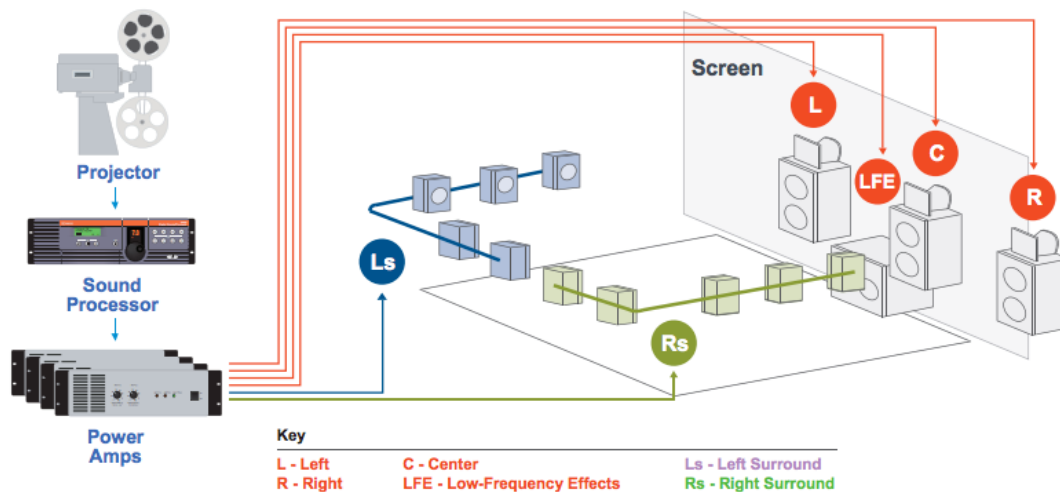 Screen
L
C
LFE
R
Projector
Ls
Sound
Processor
Rs
Power
Amps
Key
L - Left
C - Center
Ls - Left Surround
R - Right
LFE - Low-Frequency Effects
Rs - Right Surround